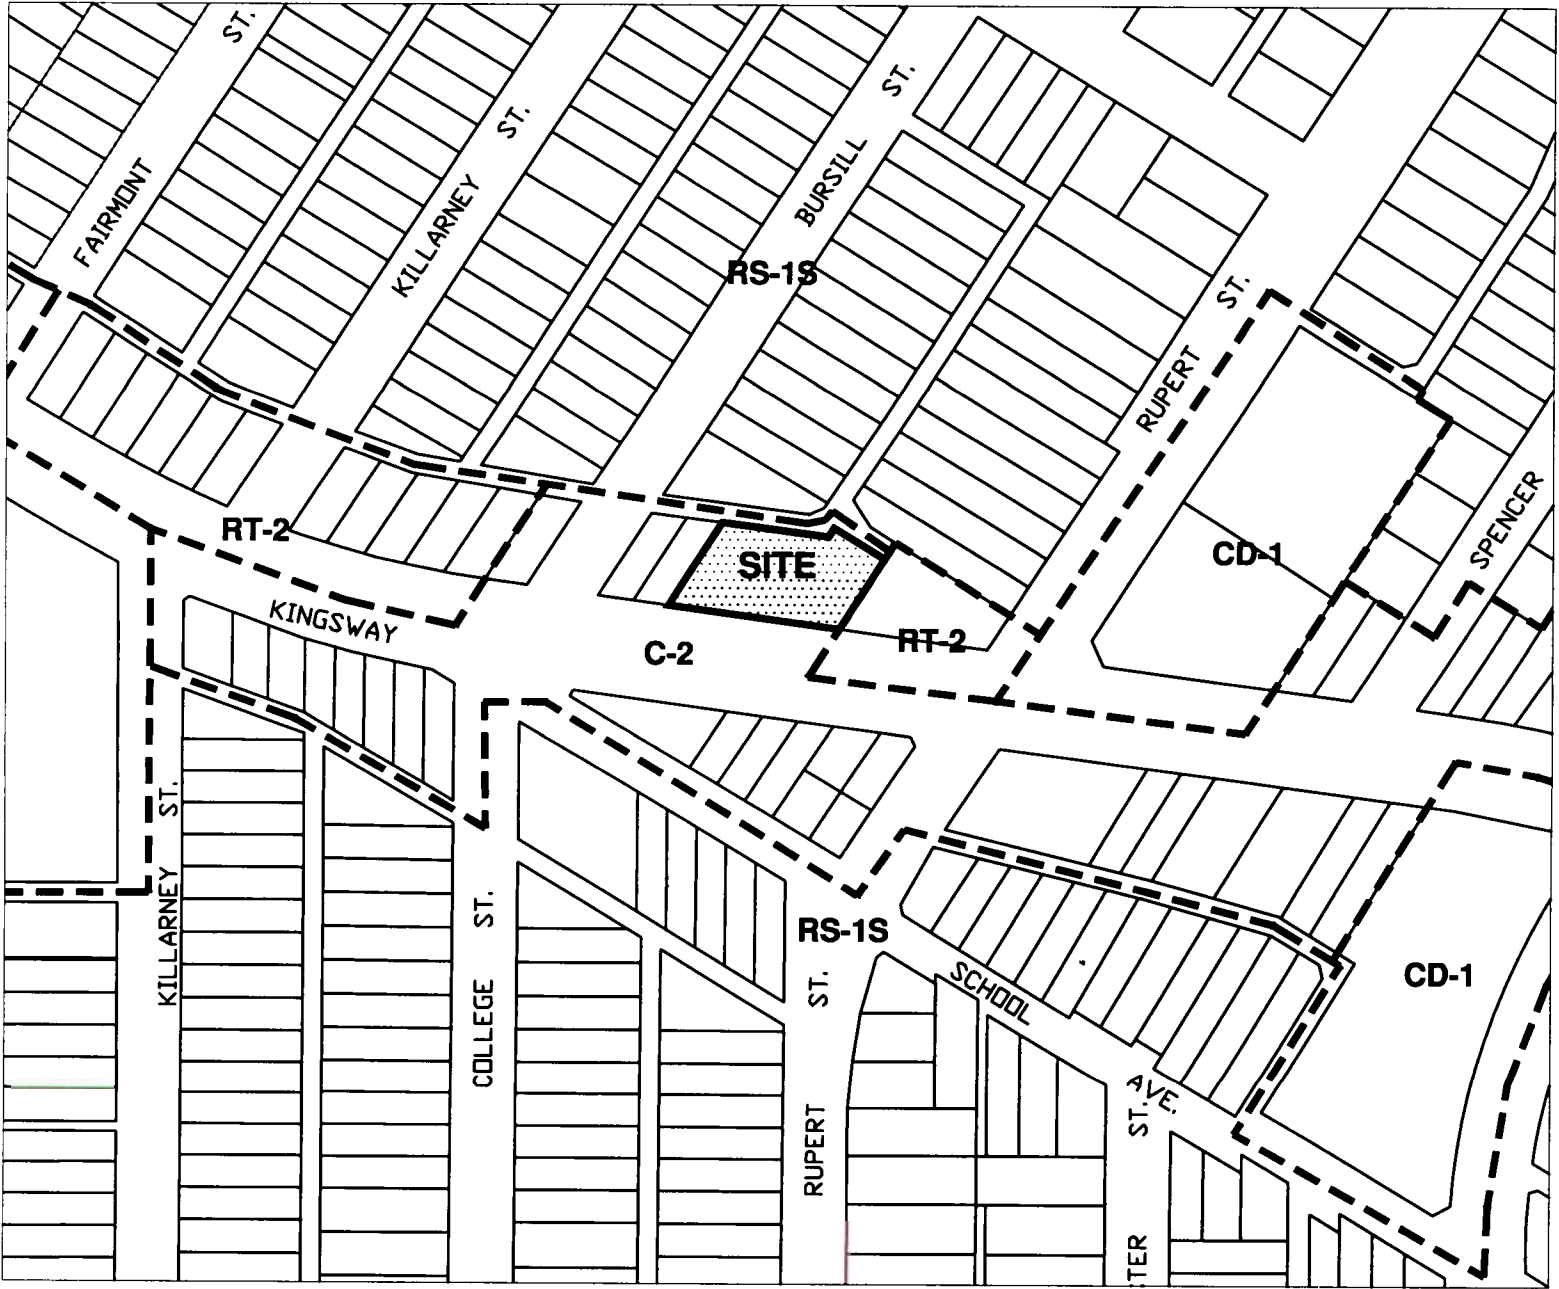 ST.
FAIRMONT
ST.
KILLARNEY
ST.
BURSILL
RS-1S
ST.
RUPERT
SPENCER
RT-2
SITE
CD-1
KINGSWAY
C-2
RT-2
KILLARNEY ST.
COLLEGE ST.
RS-1S
RUPERT ST.
SCHOOL
AVE.
CD-1
ST.
TER